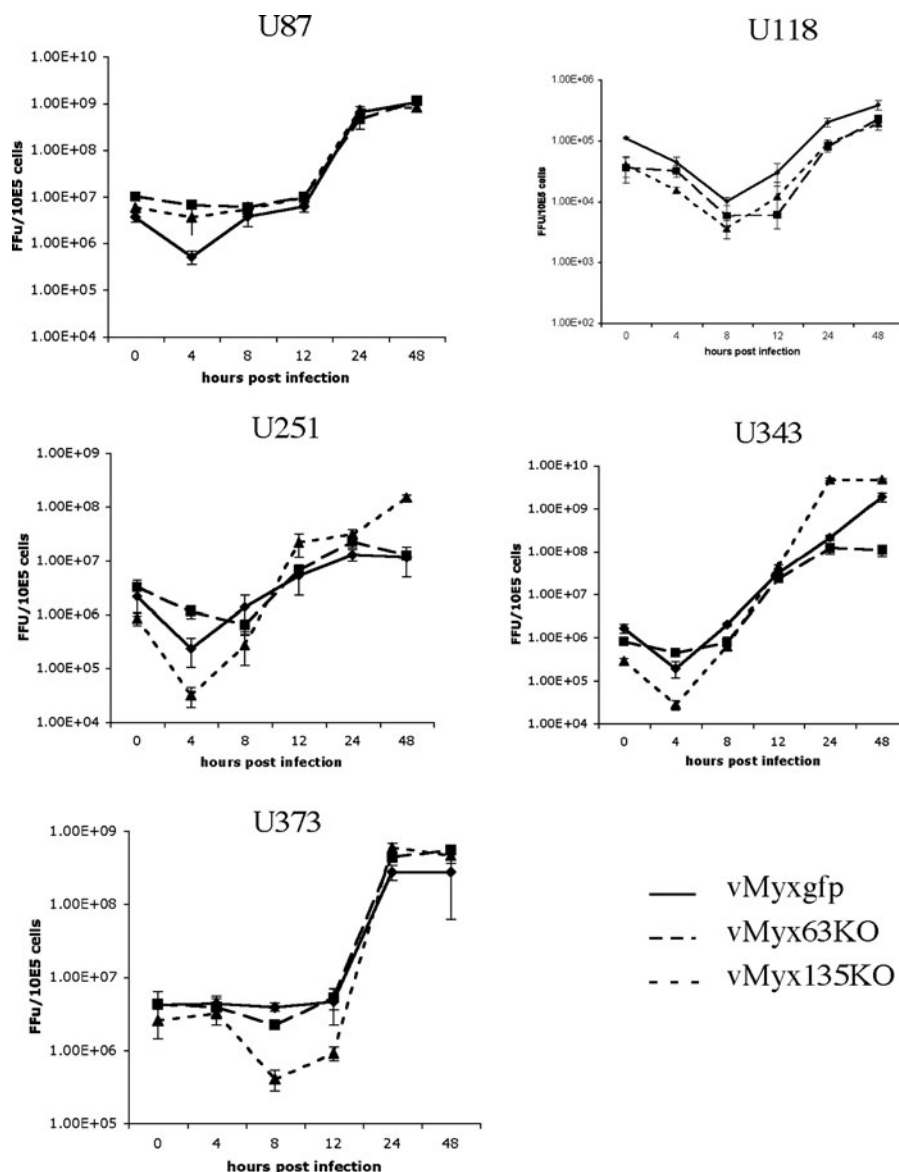 U87
1.00E+10
1.00E+09
1.00E+08
1.00E+07
1.00E+06
1.00E+05
1.00E+04
FFu/10E5 cells
0 4 8 12 24 48
hours post infection
U118
1.00E+06
1.00E+05
1.00E+04
1.00E+03
1.00E+02
FFU/10E5 cells
0 4 8 12 24 48
hours post infection
U251
1.00E+09
1.00E+08
1.00E+07
1.00E+06
1.00E+05
1.00E+04
FFU/10E5 cells
0 4 8 12 24 48
hours post infection
U343
1.00E+10
1.00E+09
1.00E+08
1.00E+07
1.00E+06
1.00E+05
1.00E+04
FFU/10E5 cells
0 4 8 12 24 48
hours post infection
U373
1.00E+09
1.00E+08
1.00E+07
1.00E+06
1.00E+05
FFu/10E5 cells
0 4 8 12 24 48
hours post infection
vMyxgfp
vMyx63KO
vMyx135KO